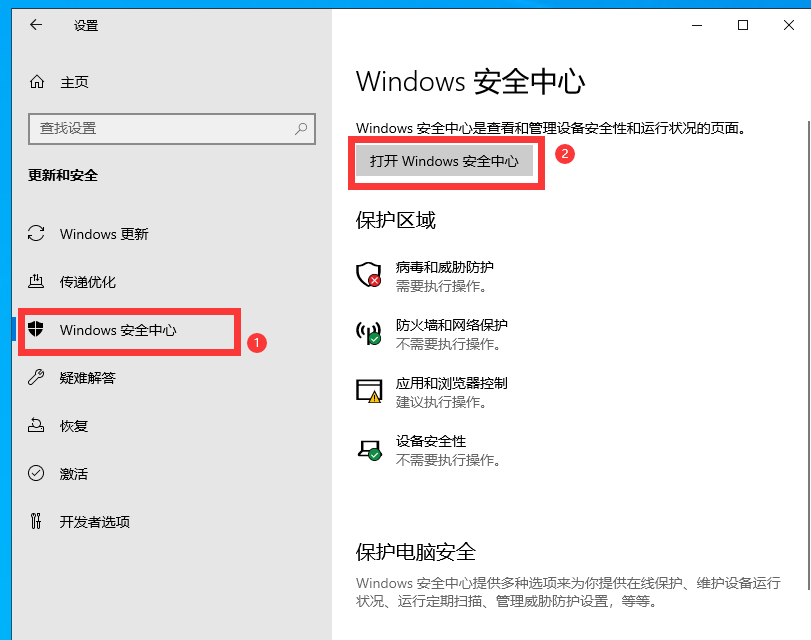 设置
主页
查找设置
更新和安全
Windows 更新
传递优化
Windows 安全中心
1
疑难解答
恢复
激活
开发者选项
Windows 安全中心
Windows 安全中心是查看和管理设备安全性和运行状况的页面。
打开 Windows 安全中心
2
保护区域
病毒和威胁防护
需要执行操作。
防火墙和网络保护
不需要执行操作。
应用和浏览器控制
建议执行操作。
设备安全性
不需要执行操作。
保护电脑安全
Windows 安全中心提供多种选项来为你提供在线保护、维护设备运行
状况、运行定期扫描、管理威胁防护设置，等等。